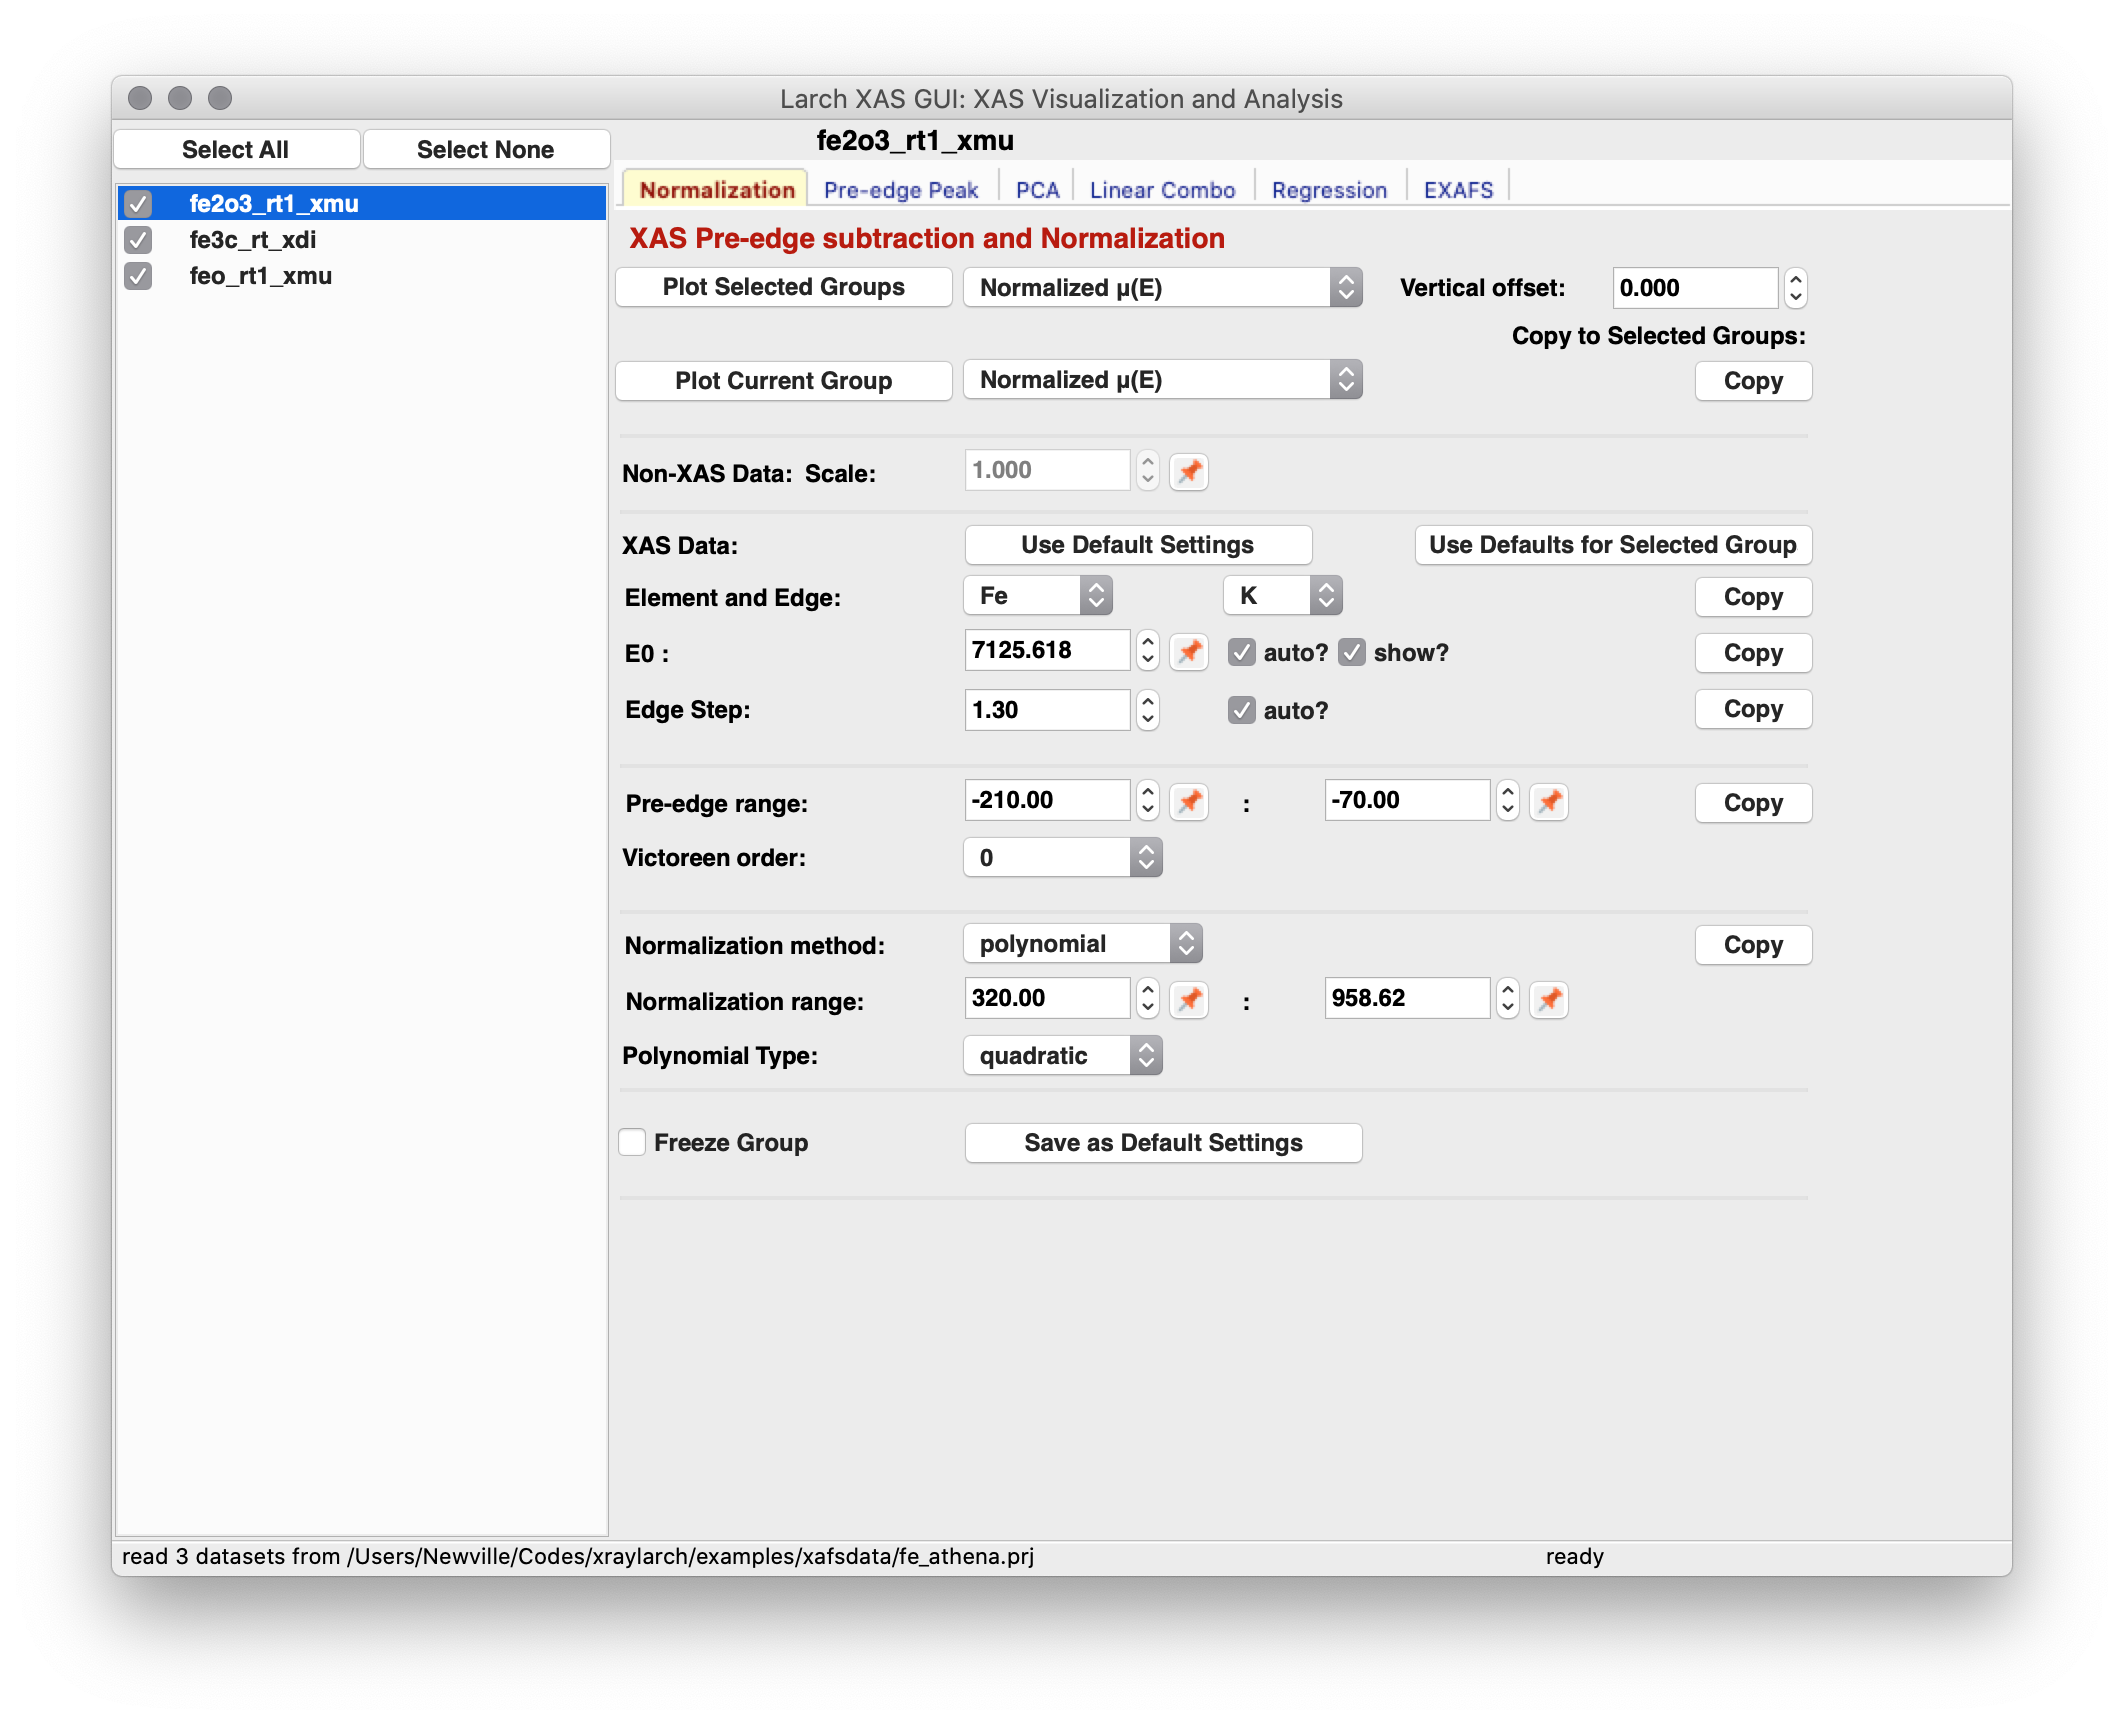 Larch XAS GUI: XAS Visualization and Analysis
Select All Select None
fe2o3_rt1_xmu
fe3c_rt_xdi
feo_rt1_xmu
fe2o3_rt1_xmu
Normalization Pre-edge Peak PCA Linear Combo Regression EXAFS
XAS Pre-edge subtraction and Normalization
Plot Selected Groups Normalized μ(E) Vertical offset: 0.000
Copy to Selected Groups:
Plot Current Group Normalized μ(E) Copy
Non-XAS Data: Scale: 1.000
XAS Data: Use Default Settings Use Defaults for Selected Group
Element and Edge: Fe K Copy
E0 : 7125.618 auto? show? Copy
Edge Step: 1.30 auto? Copy
Pre-edge range: -210.00 : -70.00 Copy
Victoreen order: 0
Normalization method: polynomial Copy
Normalization range: 320.00 : 958.62
Polynomial Type: quadratic
Freeze Group Save as Default Settings
read 3 datasets from /Users/Newville/Codes/xraylarch/examples/xafsdata/fe_athena.prj ready